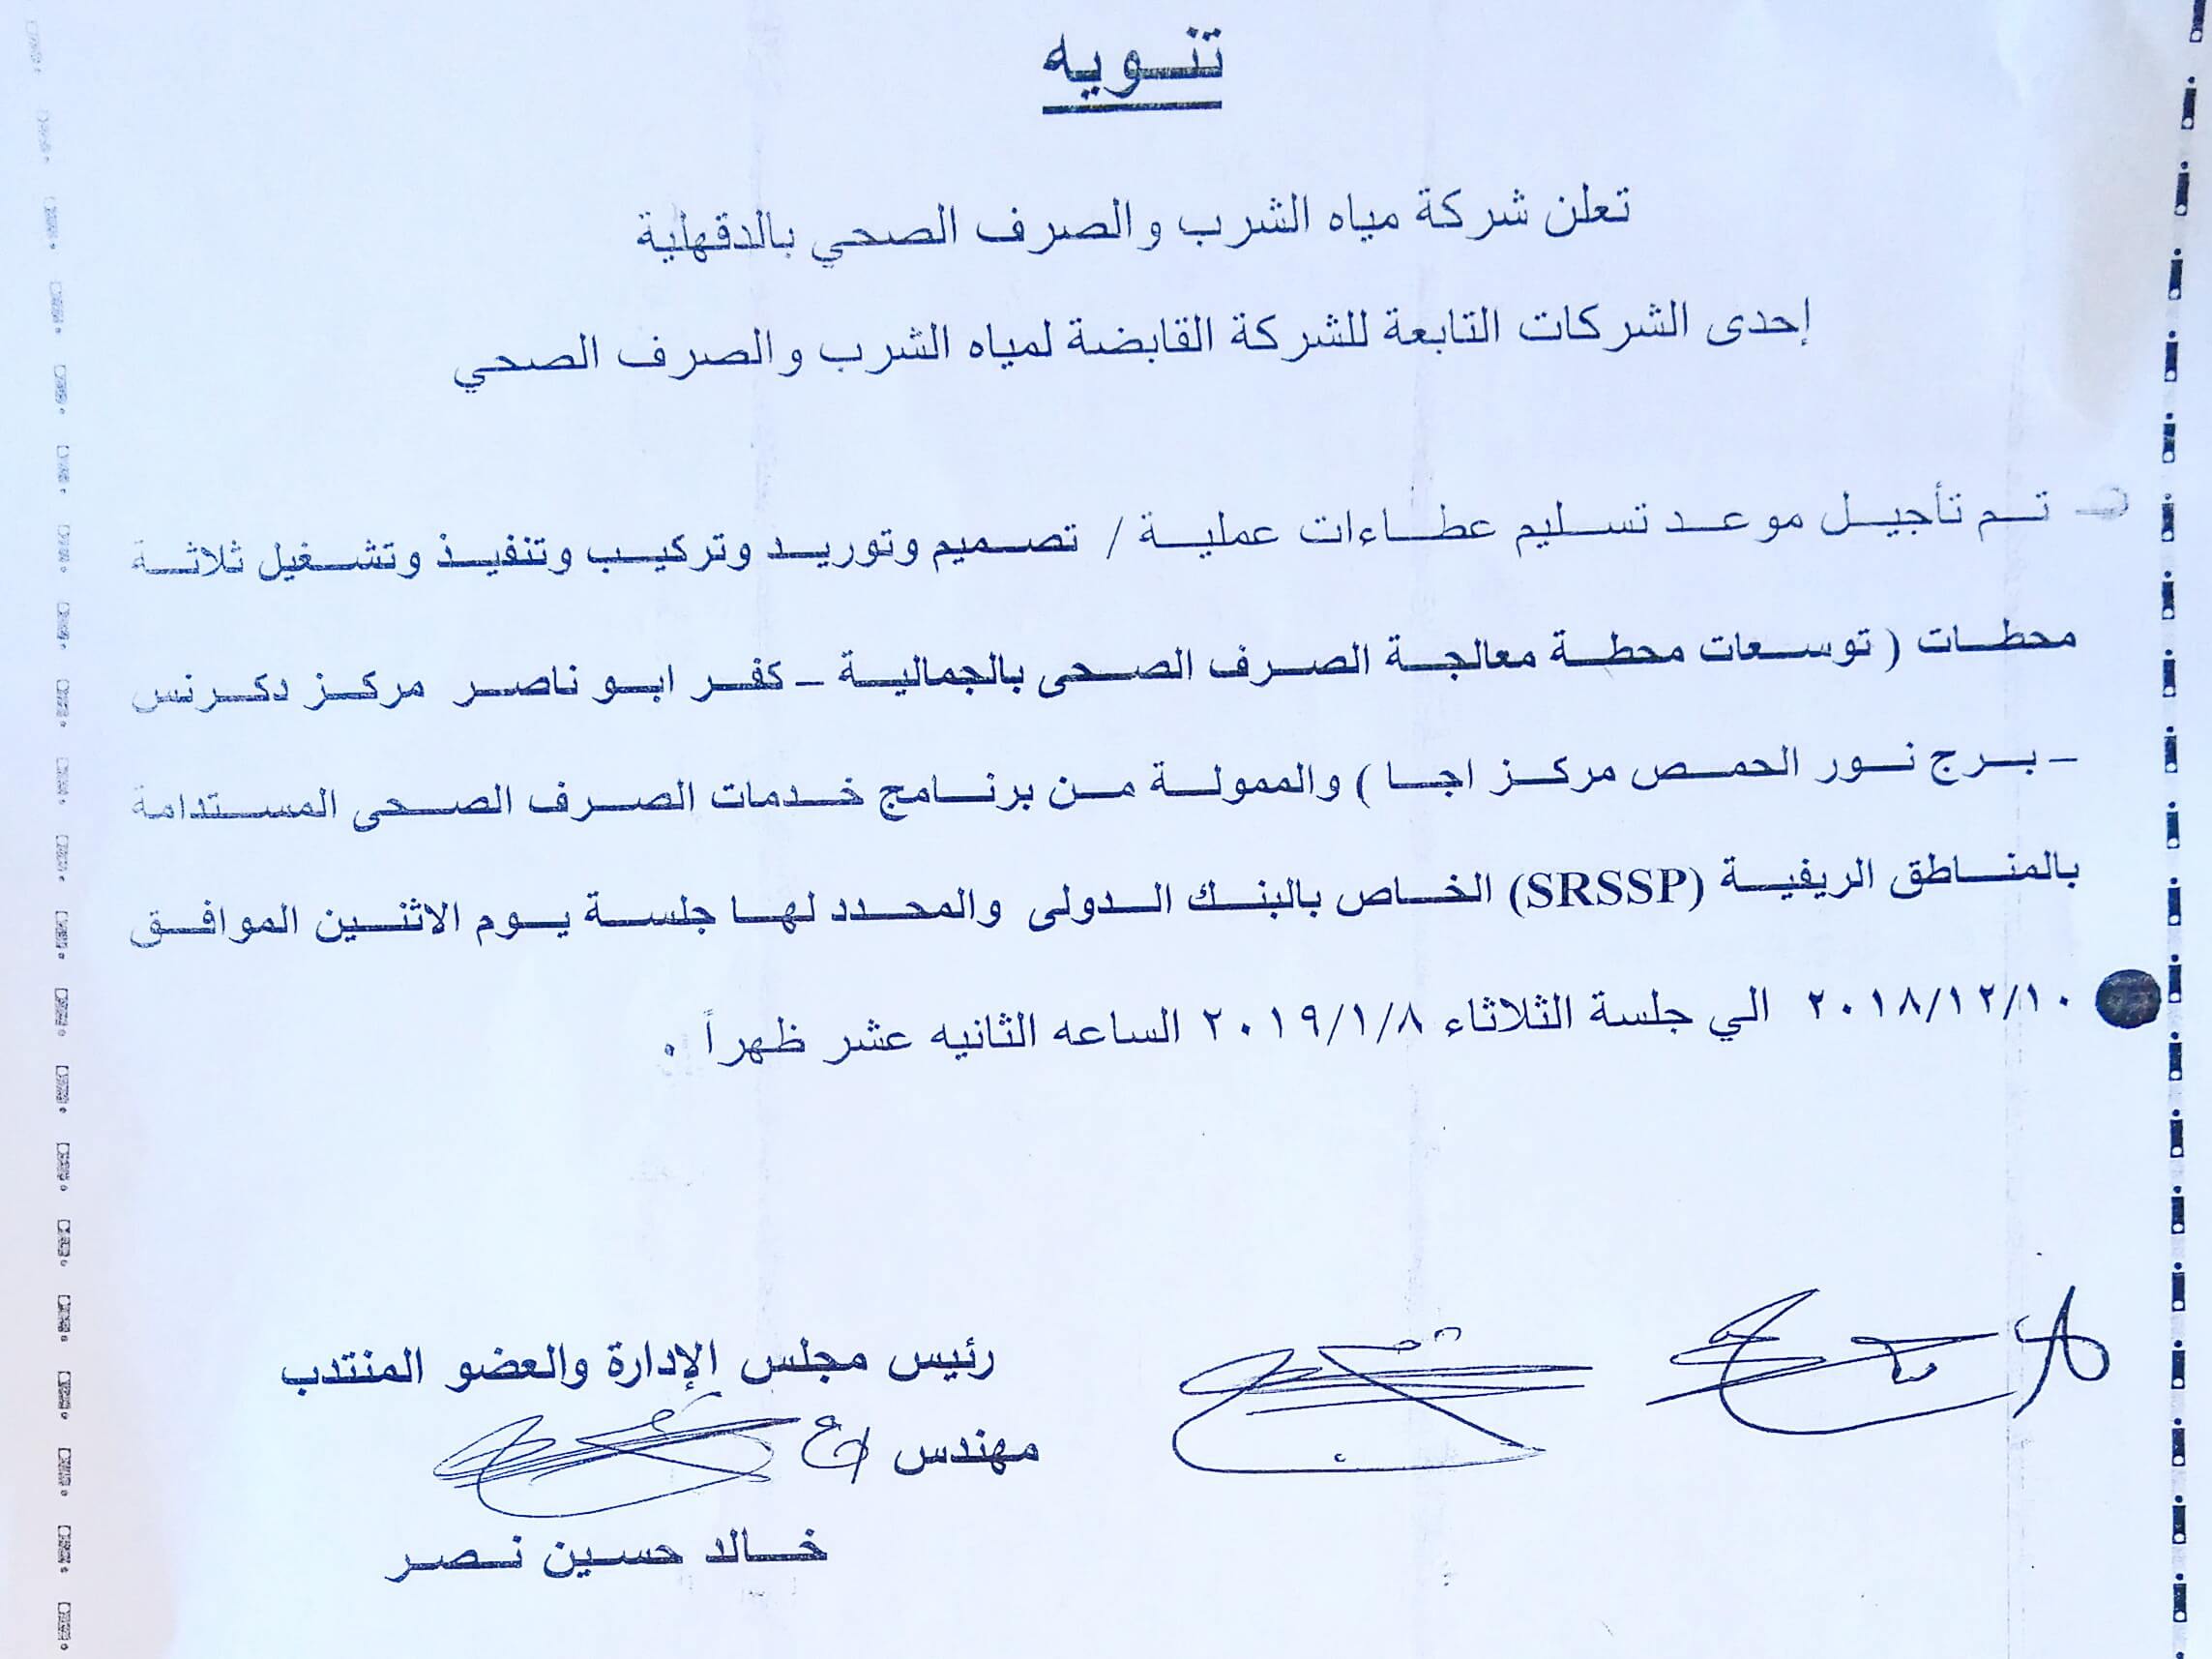 تنويه
تعلن شركة مياه الشرب والصرف الصحي بالدقهلية
إحدى الشركات التابعة للشركة القابضة لمياه الشرب والصرف الصحي
- تم تأجيل موعد تسليم عطاءات عملية / تصميم وتوريد وتركيب وتنفيذ وتشغيل ثلاثة
محطات ( توسعات محطة معالجة الصرف الصحى بالجمالية – كفر ابو ناصر مركز دكرنس
– برج نور الحمص مركز اجا ) والممولة من برنامج خدمات الصرف الصحى المستدامة
بالمناطق الريفية (SRSSP) الخاص بالبنك الدولى والمحدد لها جلسة يوم الاثنين الموافق
٢٠١٨/١٢/١٠ الي جلسة الثلاثاء ٢٠١٩/١/٨ الساعه الثانيه عشر ظهراً .
رئيس مجلس الإدارة والعضو المنتدب
مهندس /
خالد حسين نصر